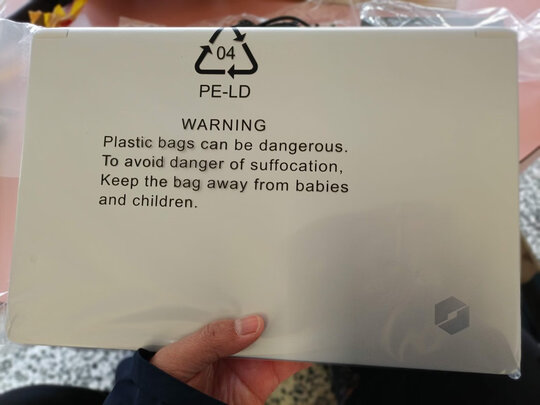 04
PE-LD
WARNING
Plastic bags can be dangerous.
To avoid danger of suffocation,
Keep the bag away from babies
and children.